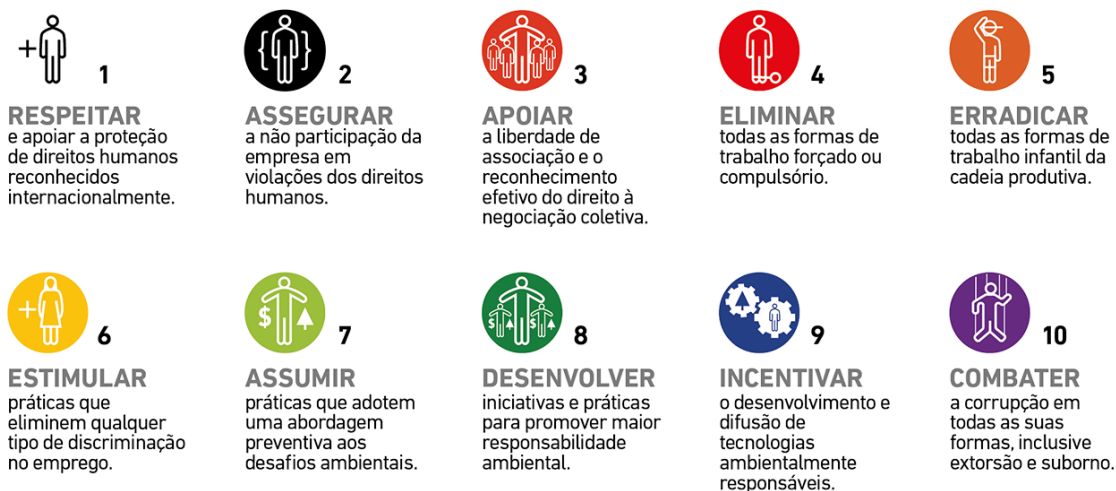 1
RESPEITAR
e apoiar a proteção
de direitos humanos
reconhecidos
internacionalmente.
2
ASSEGURAR
a não participação da
empresa em
violações dos direitos
humanos.
3
APOIAR
a liberdade de
associação e o
reconhecimento
efetivo do direito à
negociação coletiva.
4
ELIMINAR
todas as formas de
trabalho forçado ou
compulsório.
5
ERRADICAR
todas as formas de
trabalho infantil da
cadeia produtiva.
6
ESTIMULAR
práticas que
eliminem qualquer
tipo de discriminação
no emprego.
$
7
ASSUMIR
práticas que adotem
uma abordagem
preventiva aos
desafios ambientais.
$ $
8
DESENVOLVER
iniciativas e práticas
para promover maior
responsabilidade
ambiental.
9
INCENTIVAR
o desenvolvimento e
difusão de
tecnologias
ambientalmente
responsáveis.
10
COMBATER
a corrupção em
todas as suas
formas, inclusive
extorsão e suborno.